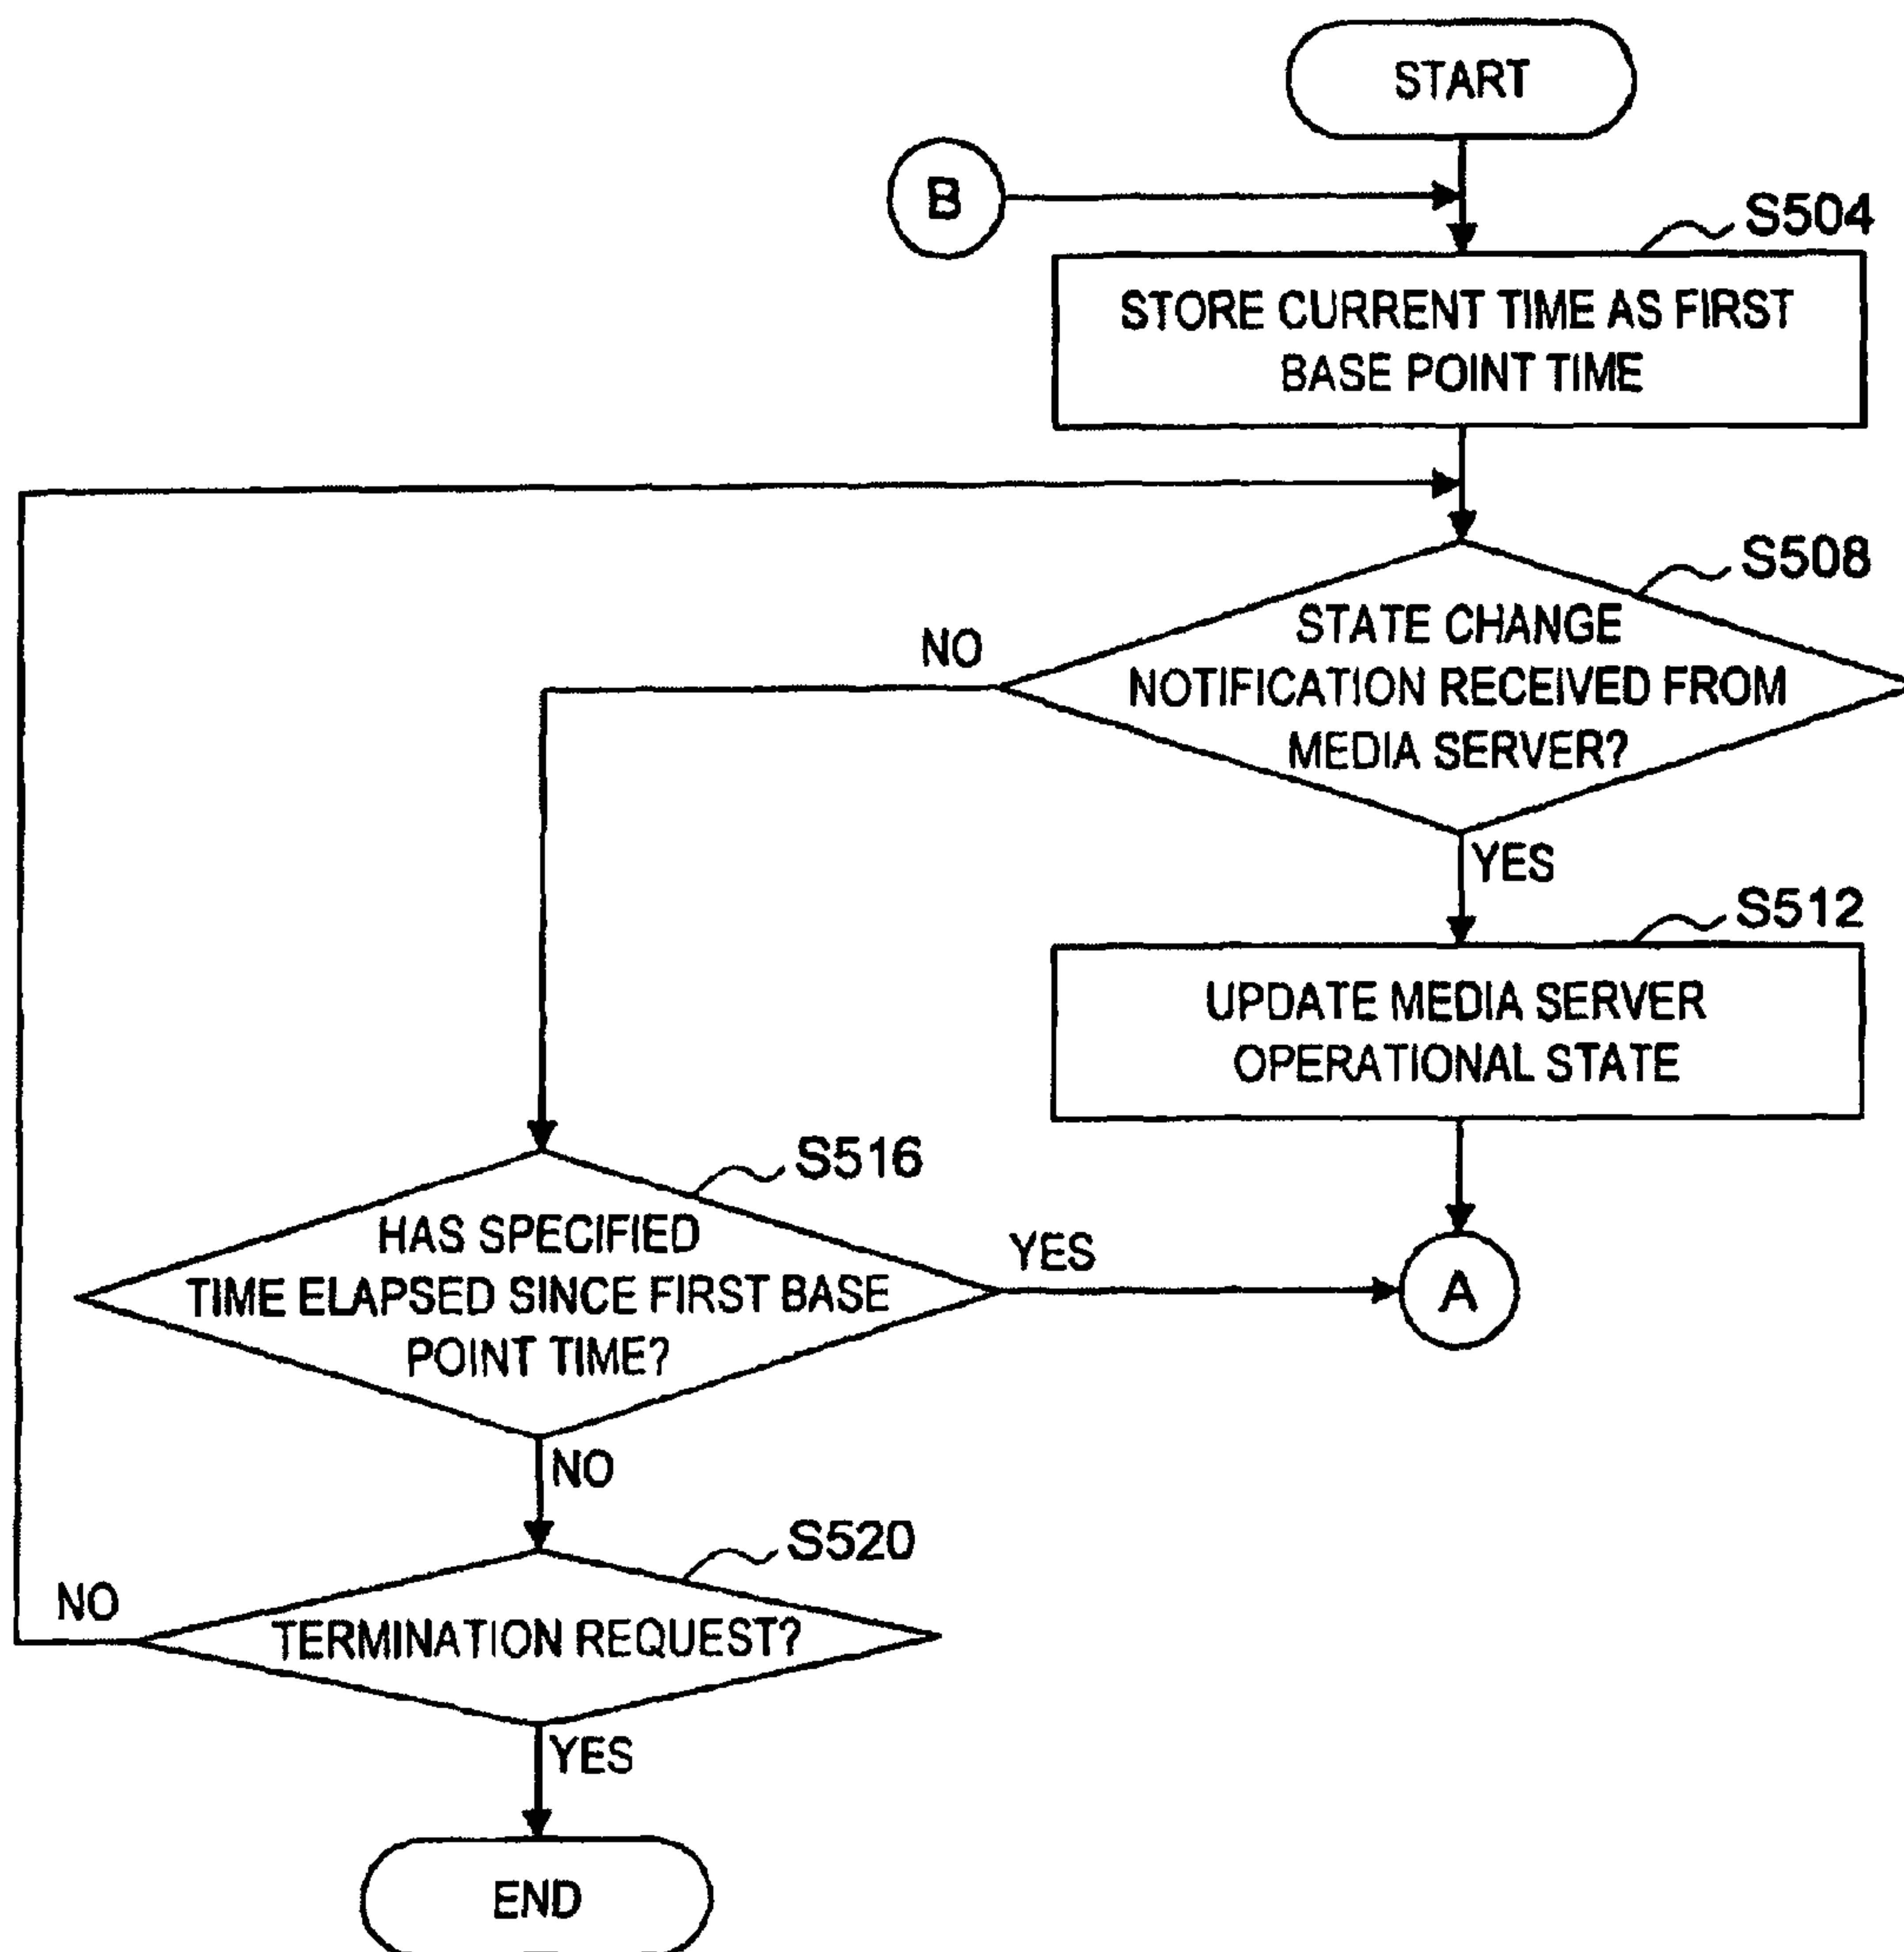 START
B
S504
STORE CURRENT TIME AS FIRST
BASE POINT TIME
S508
STATE CHANGE
NOTIFICATION RECEIVED FROM
MEDIA SERVER?
NO
YES
S512
UPDATE MEDIA SERVER
OPERATIONAL STATE
S516
HAS SPECIFIED
TIME ELAPSED SINCE FIRST BASE
POINT TIME?
YES
A
NO
S520
TERMINATION REQUEST?
NO
YES
END